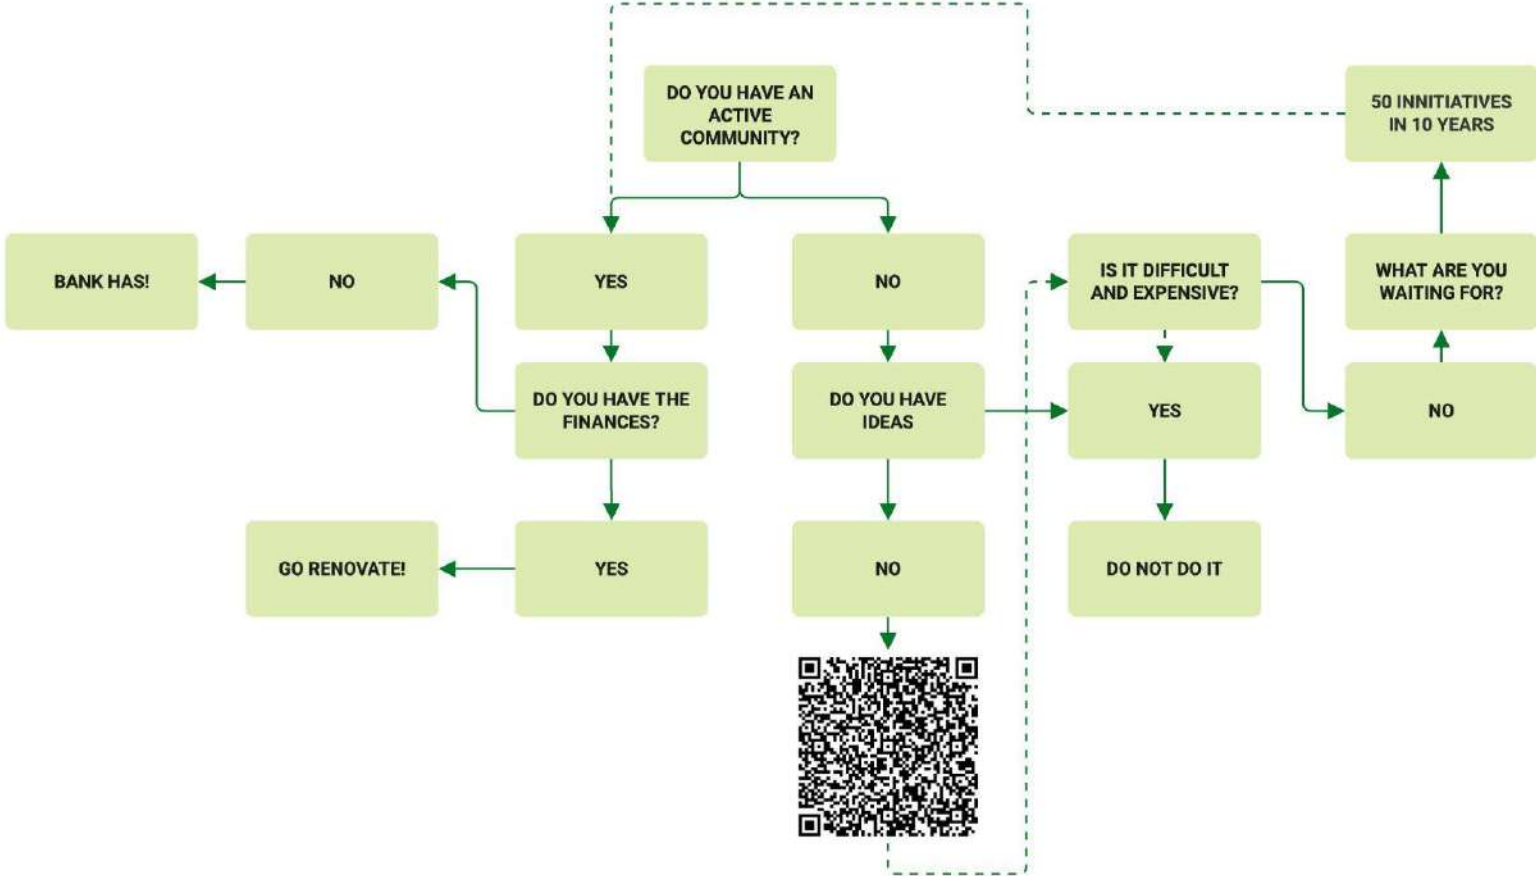 DO YOU HAVE AN
ACTIVE
COMMUNITY?
50 INNITIATIVES
IN 10 YEARS
BANK HAS!
NO
YES
NO
IS IT DIFFICULT
AND EXPENSIVE?
WHAT ARE YOU
WAITING FOR?
DO YOU HAVE THE
FINANCES?
DO YOU HAVE
IDEAS
YES
NO
GO RENOVATE!
YES
NO
DO NOT DO IT